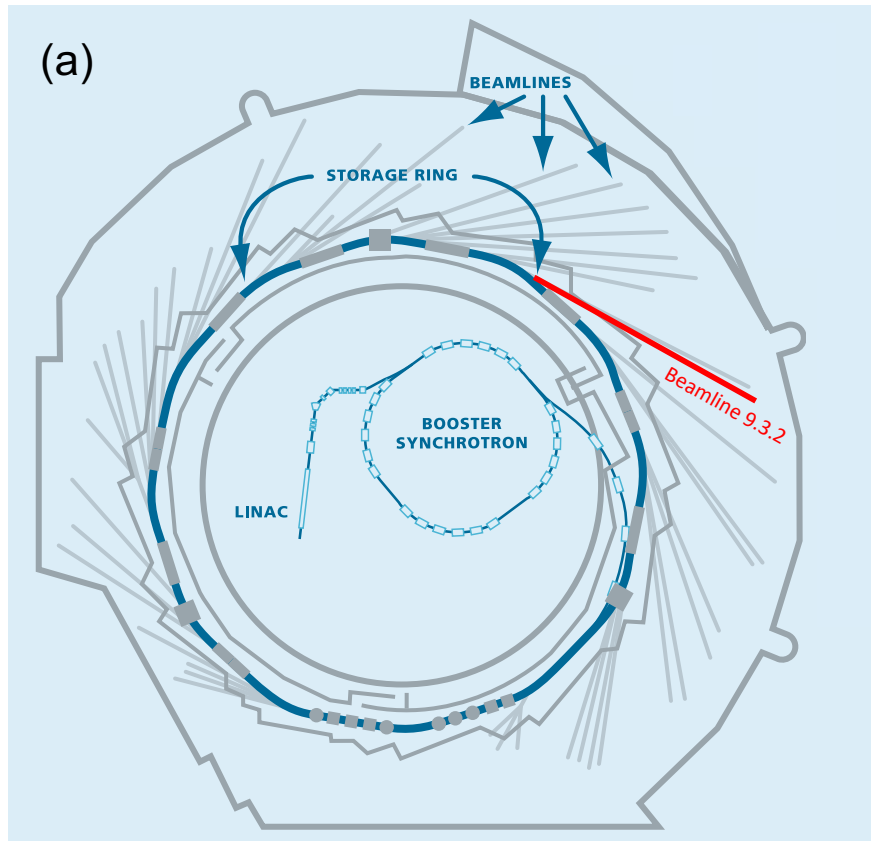 (a)
BEAMLINES
STORAGE RING
Beamline 9.3.2
BOOSTER
SYNCHROTRON
LINAC